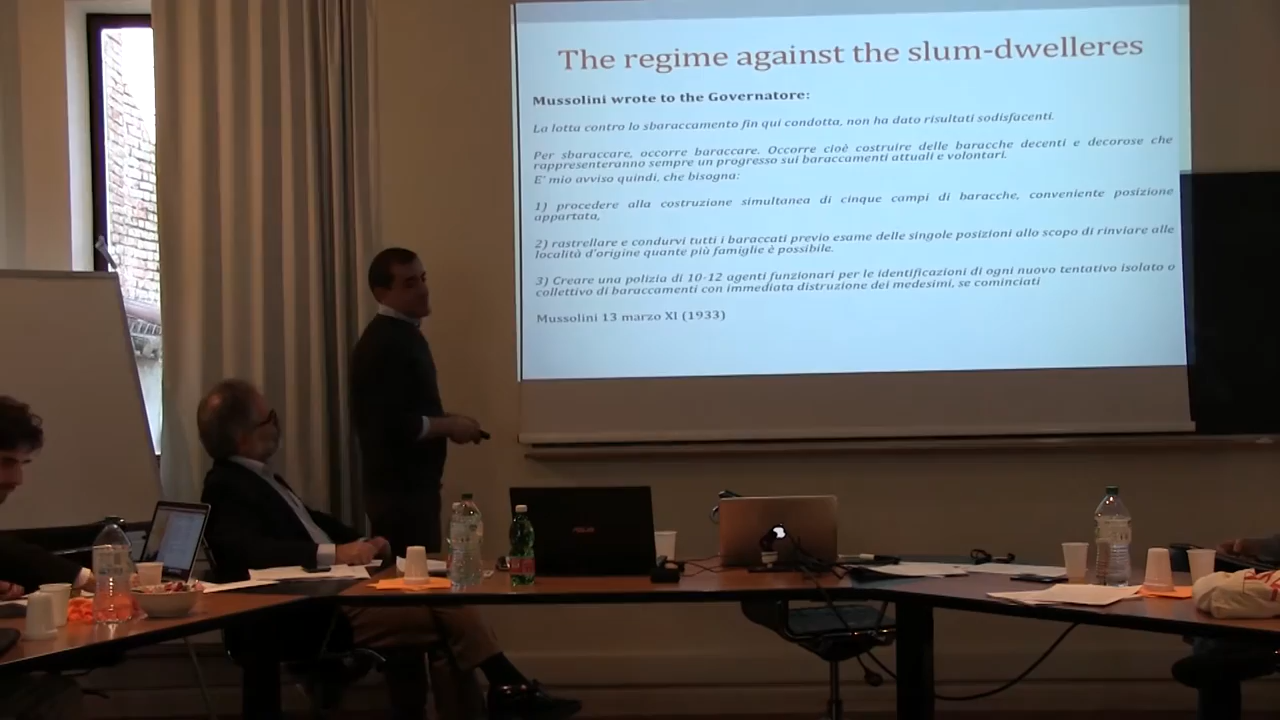 The regime against the slum-dwelleres
Mussolini wrote to the Governatore:
La lotta contro lo sbaraccamento fin qui condotta, non ha dato risultati sodisfacenti.
Per sbaraccare, occorre baraccare. Occorre cioè costruire delle baracche decenti e decorose che
rappresenteranno sempre un progresso sui baraccamenti attuali e volontari.
E' mio avviso quindi, che bisogna:
1) procedere alla costruzione simultanea di cinque campi di baracche, conveniente posizione
appartata,
2) rastrellare e condurvi tutti i baraccati previo esame delle singole posizioni allo scopo di rinviare alle
località d'origine quante più famiglie è possibile.
3) Creare una polizia di 10-12 agenti funzionari per le identificazioni di ogni nuovo tentativo isolato o
collettivo di baraccamenti con immediata distruzione dei medesimi, se cominciati
Mussolini 13 marzo XI (1933)
ASUS